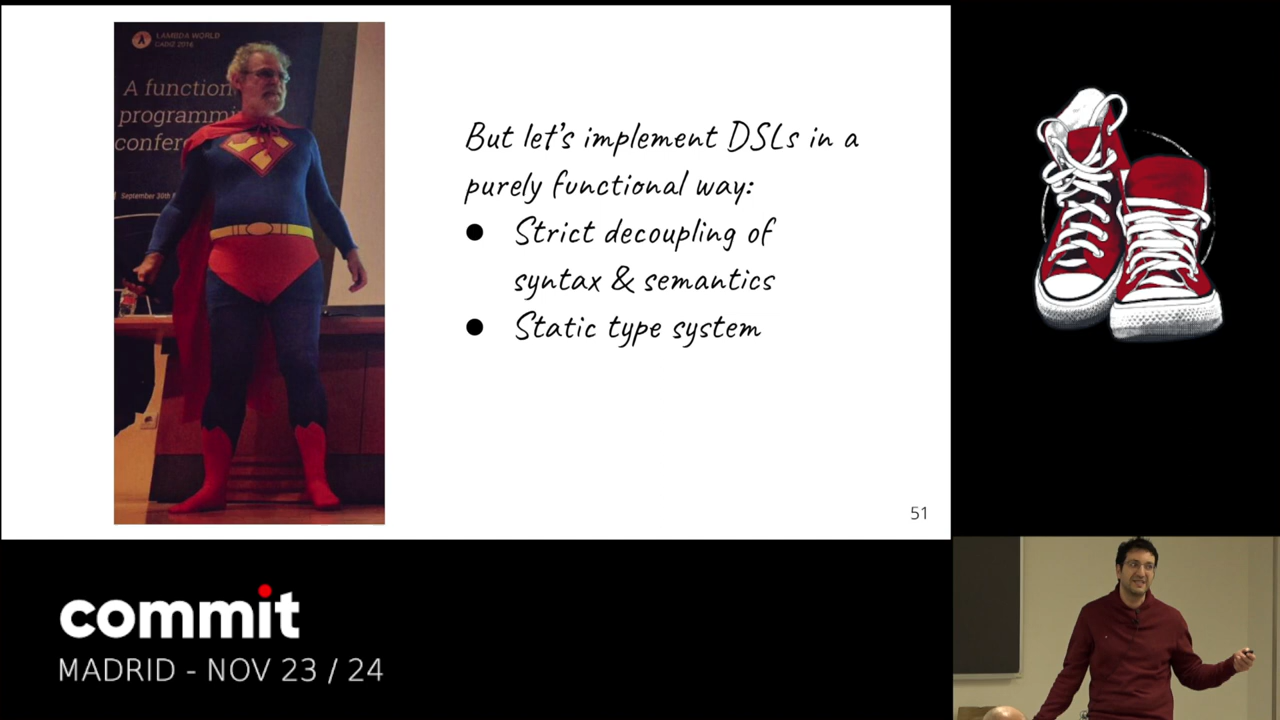 LAMBDA WORLD
CADIZ 2016
A function
programmi
confer
September 30th
But let's implement DSLs in a
purely functional way:
● Strict decoupling of
syntax & semantics
● Static type system
51
commit
MADRID - NOV 23 / 24